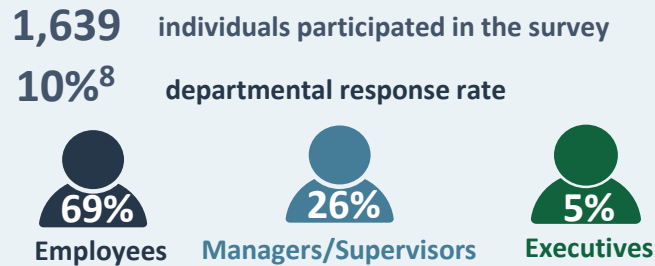 1,639 individuals participated in the survey
10%⁸ departmental response rate
69% 26% 5%
Employees Managers/Supervisors Executives